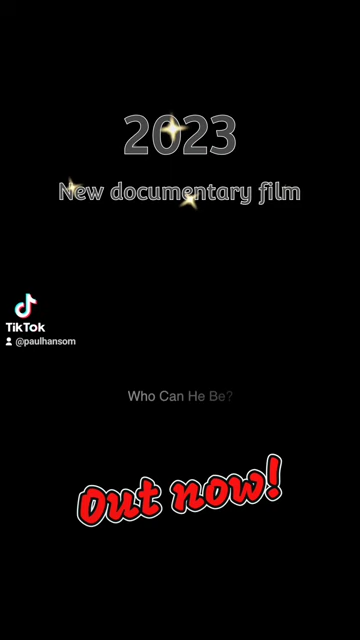 2023
New documentary film
TikTok
@paulhansom
Who Can He Be?
Out now!